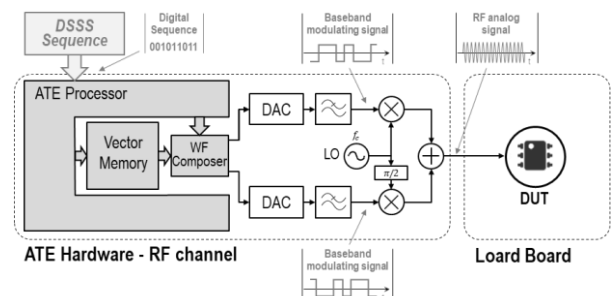 DSSS
Sequence
Digital
Sequence
001011011
Baseband
modulating signal
t
RF analog
signal
t
ATE Processor
Vector
Memory
WF
Composer
DAC
fc
LO
π/2
DAC
DUT
ATE Hardware - RF channel
Baseband
modulating signal
t
Loard Board